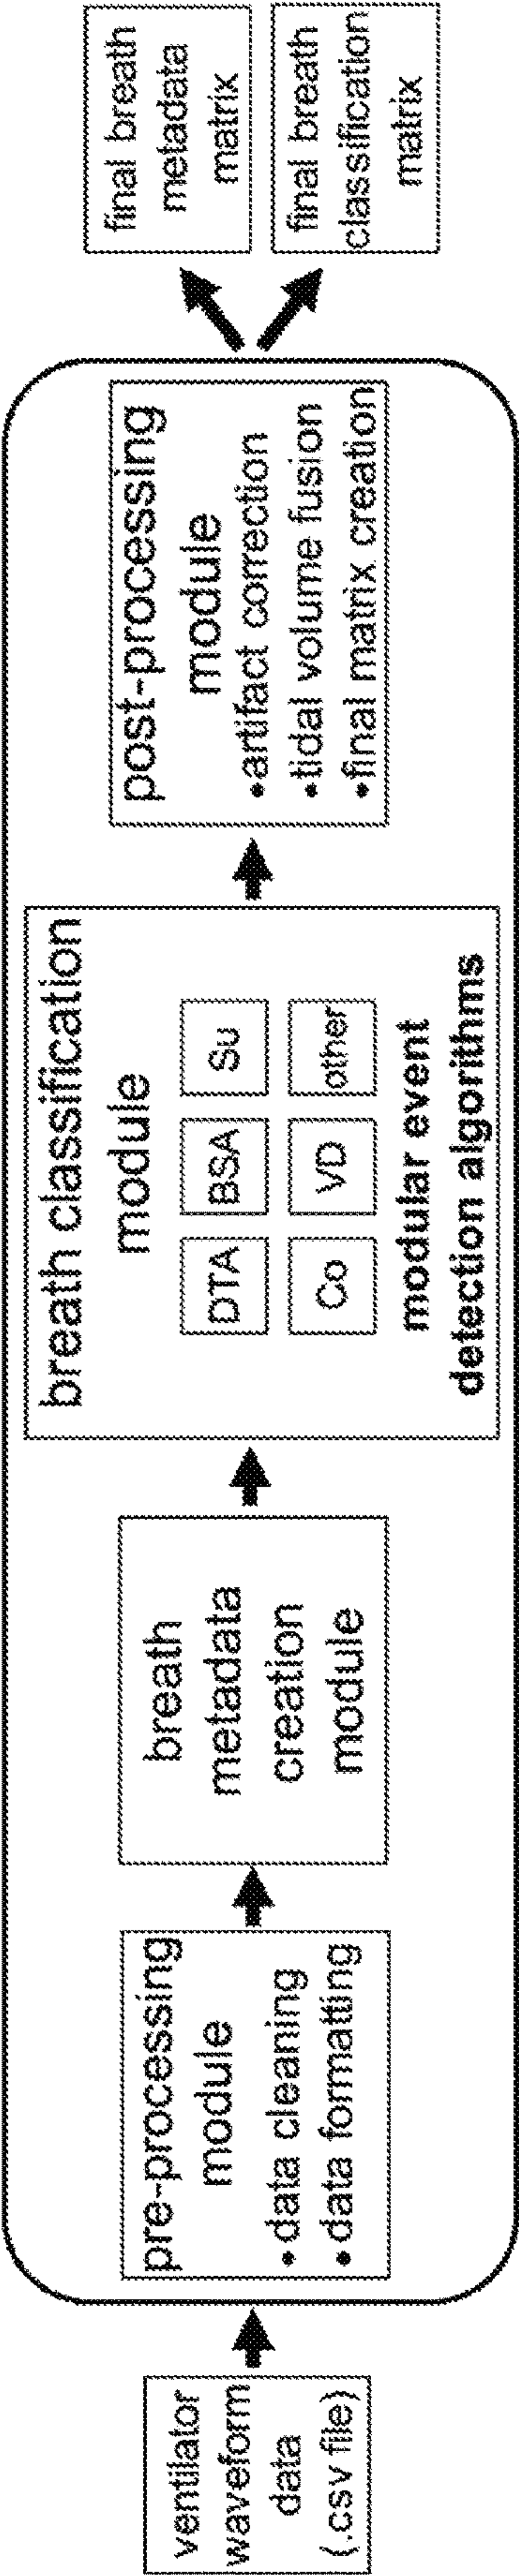 ventilator
waveform
data
(.csv file)
pre-processing
module
•data cleaning
•data formatting
breath
metadata
creation
module
breath classification
module
DTA
BSA
Su
Co
VD
other
modular event
detection algorithms
post-processing
module
•artifact correction
•tidal volume fusion
•final matrix creation
final breath
metadata
matrix
final breath
classification
matrix